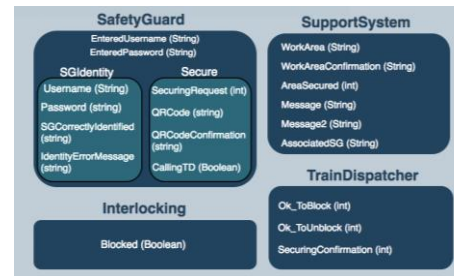 SafetyGuard
EnteredUsername (String)
EnteredPassword (String)
SGIdentity
Username (String)
Password (string)
SGCorrectlyIdentified
(string)
IdentityErrorMessage
(string)
Secure
SecuringRequest (int)
QRCode (string)
QRCodeConfirmation
(string)
CallingTD (Boolean)
SupportSystem
WorkArea (String)
WorkAreaConfirmation (String)
AreaSecured (int)
Message (String)
Message2 (String)
AssociatedSG (String)
Interlocking
Blocked (Boolean)
TrainDispatcher
Ok_ToBlock (int)
Ok_ToUnblock (int)
SecuringConfirmation (int)